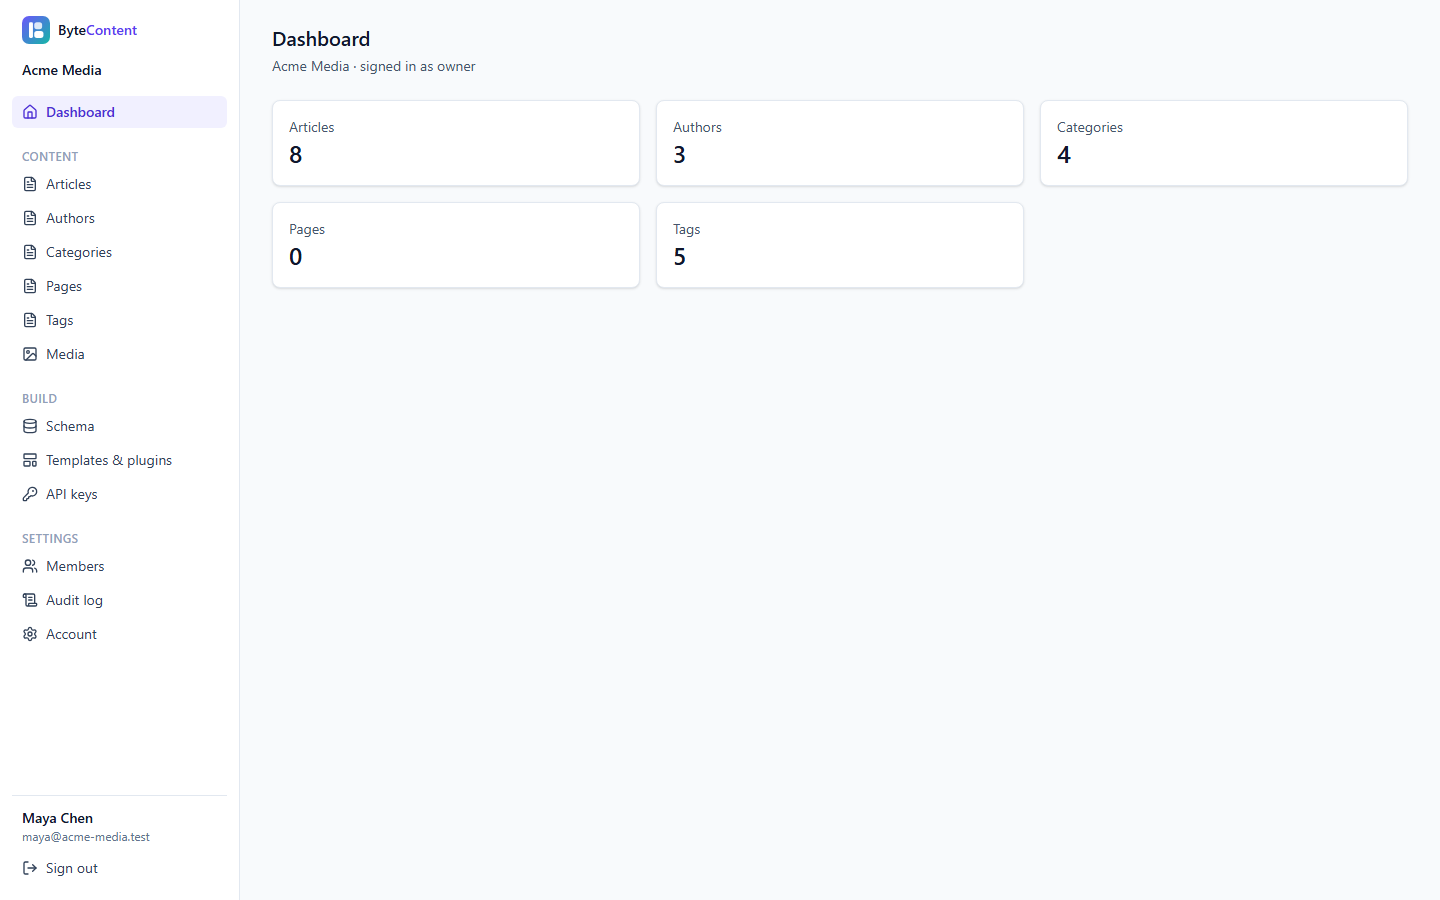 ByteContent
Acme Media
Dashboard
CONTENT
Articles
Authors
Categories
Pages
Tags
Media
BUILD
Schema
Templates & plugins
API keys
SETTINGS
Members
Audit log
Account
Maya Chen
maya@acme-media.test
Sign out
Dashboard
Acme Media · signed in as owner
Articles
8
Authors
3
Categories
4
Pages
0
Tags
5